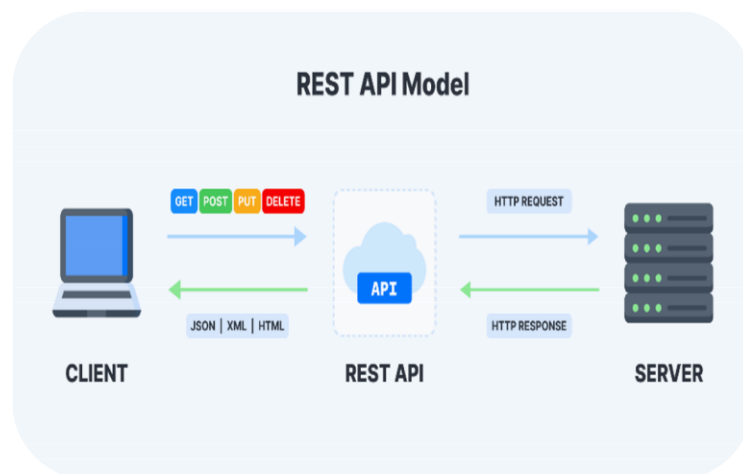 REST API Model
GET POST PUT DELETE
HTTP REQUEST
API
JSON | XML | HTML
HTTP RESPONSE
CLIENT
REST API
SERVER